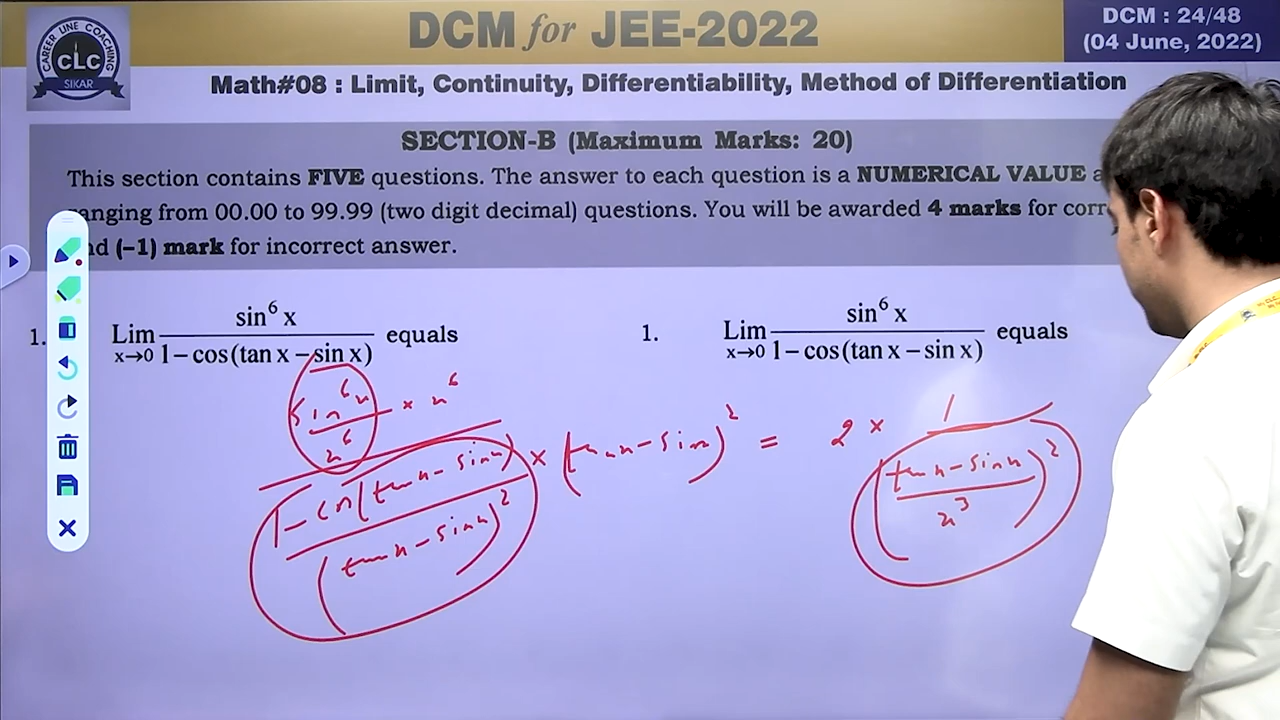 CAREER LINE COACHING
CLC
SIKAR
DCM for JEE-2022
DCM : 24/48
(04 June, 2022)
Math#08 : Limit, Continuity, Differentiability, Method of Differentiation
SECTION-B (Maximum Marks: 20)
This section contains FIVE questions. The answer to each question is a NUMERICAL VALUE
ranging from 00.00 to 99.99 (two digit decimal) questions. You will be awarded 4 marks for
(−1) mark for incorrect answer.
1. Lim x→0 sin⁶ x / 1−cos(tan x −sin x) equals
1. Lim x→0 sin⁶ x / 1−cos(tan x −sin x) equals
sin⁶x / x⁶ × x⁶
1−cos(tan x − sin x) / (tan x − sin x)² × (tan x − sin x)² = 2 × 1 / ((tan x − sin x) / x³)²